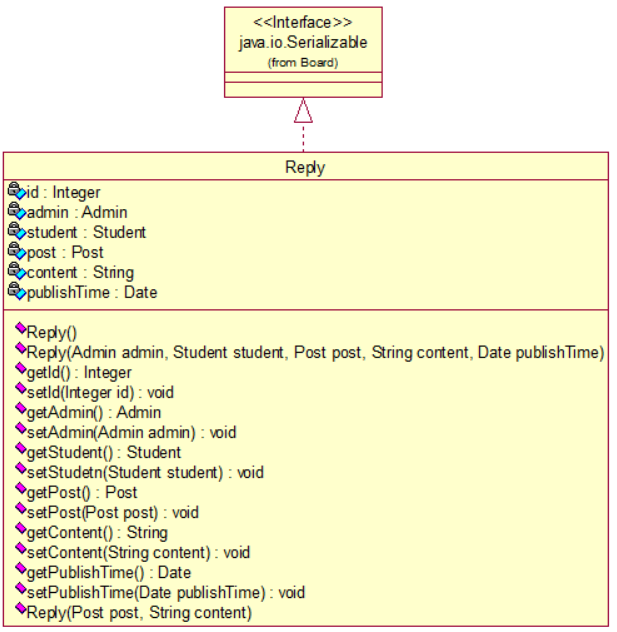 <<Interface>>
java.io.Serializable
(from Board)
Reply
id : Integer
admin : Admin
student : Student
post : Post
content : String
publishTime : Date
Reply()
Reply(Admin admin, Student student, Post post, String content, Date publishTime)
getId() : Integer
setId(Integer id) : void
getAdmin() : Admin
setAdmin(Admin admin) : void
getStudent() : Student
setStudetn(Student student) : void
getPost() : Post
setPost(Post post) : void
getContent() : String
setContent(String content) : void
getPublishTime() : Date
setPublishTime(Date publishTime) : void
Reply(Post post, String content)